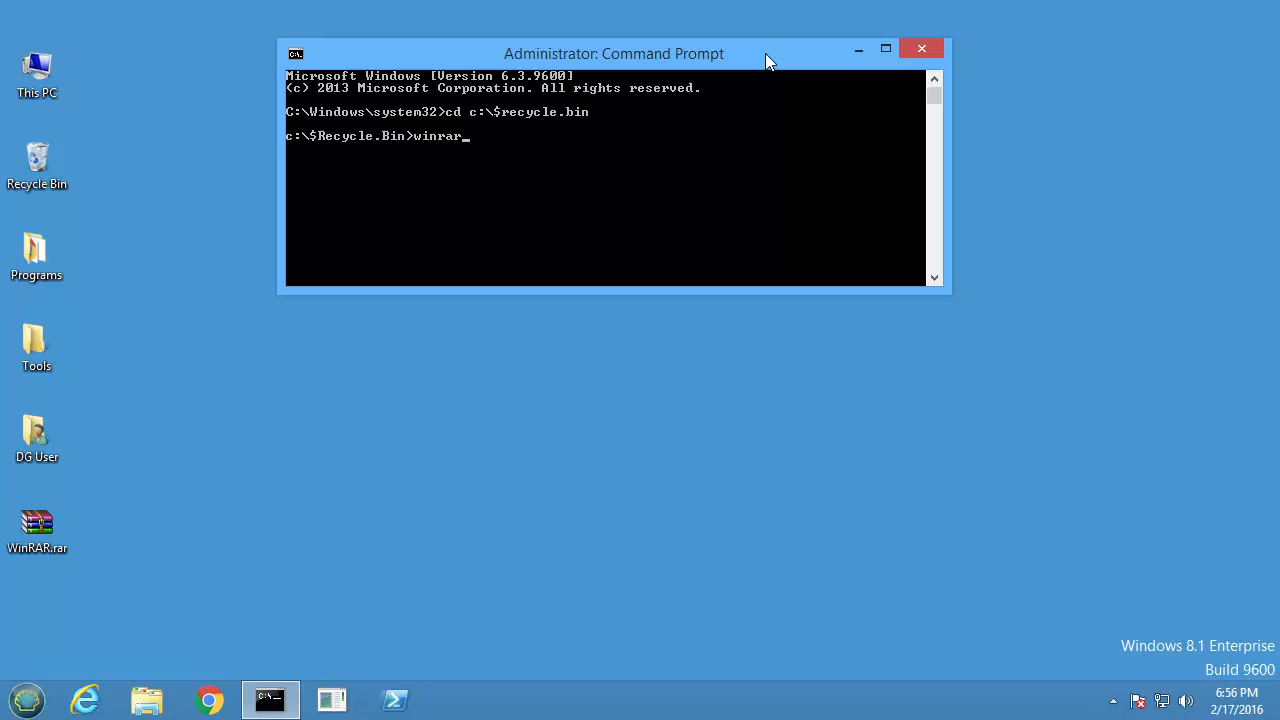 This PC
Recycle Bin
Programs
Tools
DG User
WinRAR.rar
Administrator: Command Prompt
Microsoft Windows [Version 6.3.9600]
(c) 2013 Microsoft Corporation. All rights reserved.
C:\Windows\system32>cd c:\$recycle.bin
c:\$Recycle.Bin>winrar_
Windows 8.1 Enterprise
Build 9600
6:56 PM
2/17/2016